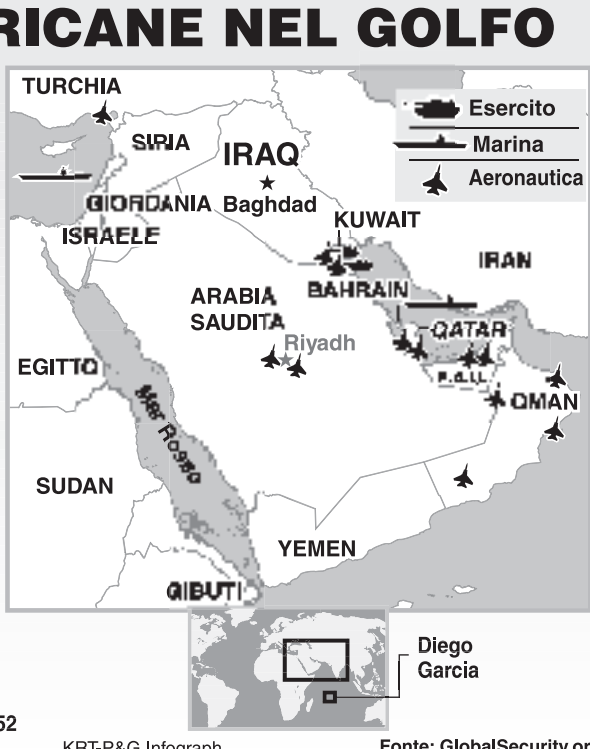 RICANE NEL GOLFO
TURCHIA
SIRIA
IRAQ
Baghdad
GIORDANIA
ISRAELE
Esercito
Marina
Aeronautica
KUWAIT
IRAN
BAHRAIN
ARABIA
SAUDITA
Riyadh
QATAR
E.A.U.
OMAN
EGITTO
Mar Rosso
SUDAN
YEMEN
GIBUTI
Diego
Garcia
52
KRT-P&G Infograph
Fonte: GlobalSecurity.or